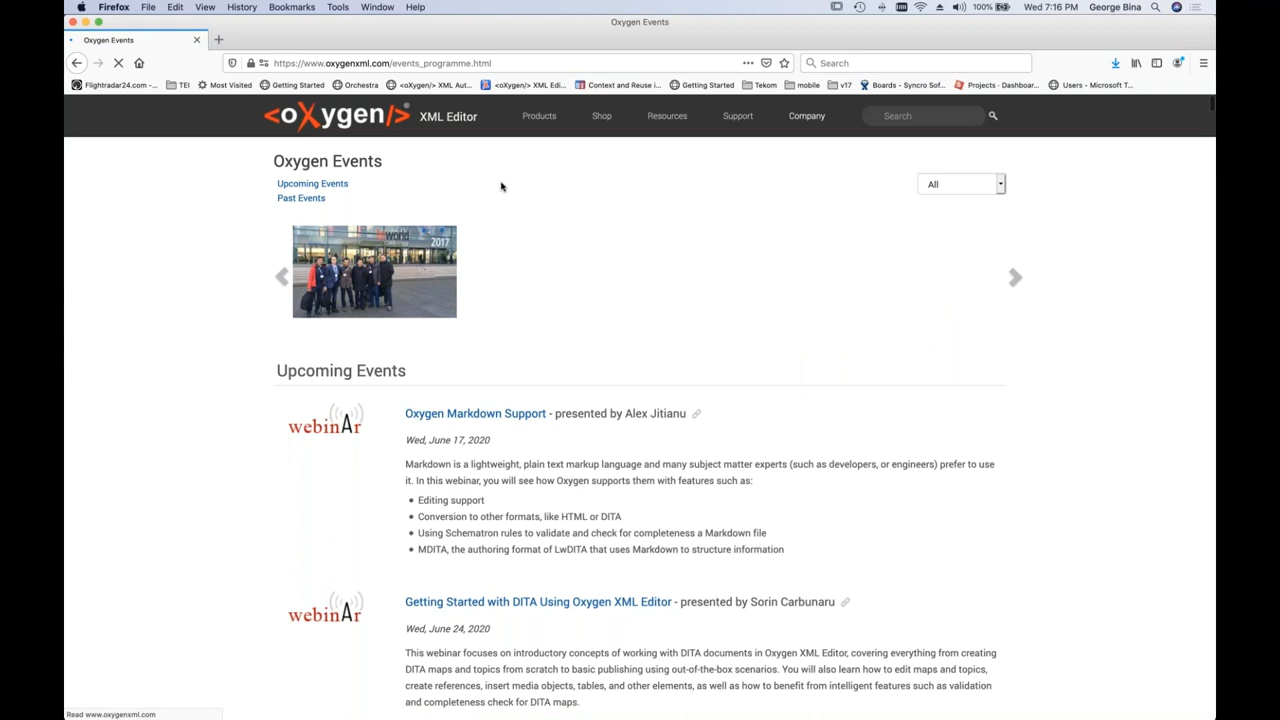 Firefox File Edit View History Bookmarks Tools Window Help 100% Wed 7:16 PM George Bina
Oxygen Events
Oxygen Events
https://www.oxygenxml.com/events_programme.html Search
Flightradar24.com -... TEI Most Visited Getting Started Orchestra <oXygen/> XML Aut... <oXygen/> XML Edi... Context and Reuse i... Getting Started Tekom mobile v17 Boards - Syncro Sof... Projects - Dashboar... Users - Microsoft T...
<oXygen/>® XML Editor Products Shop Resources Support Company Search
Oxygen Events
Upcoming Events All
Past Events
world 2017
Upcoming Events
webinAr
Oxygen Markdown Support - presented by Alex Jitianu
Wed, June 17, 2020
Markdown is a lightweight, plain text markup language and many subject matter experts (such as developers, or engineers) prefer to use
it. In this webinar, you will see how Oxygen supports them with features such as:
• Editing support
• Conversion to other formats, like HTML or DITA
• Using Schematron rules to validate and check for completeness a Markdown file
• MDITA, the authoring format of LwDITA that uses Markdown to structure information
webinAr
Getting Started with DITA Using Oxygen XML Editor - presented by Sorin Carbunaru
Wed, June 24, 2020
This webinar focuses on introductory concepts of working with DITA documents in Oxygen XML Editor, covering everything from creating
DITA maps and topics from scratch to basic publishing using out-of-the-box scenarios. You will also learn how to edit maps and topics,
create references, insert media objects, tables, and other elements, as well as how to benefit from intelligent features such as validation
and completeness check for DITA maps.
Read www.oxygenxml.com